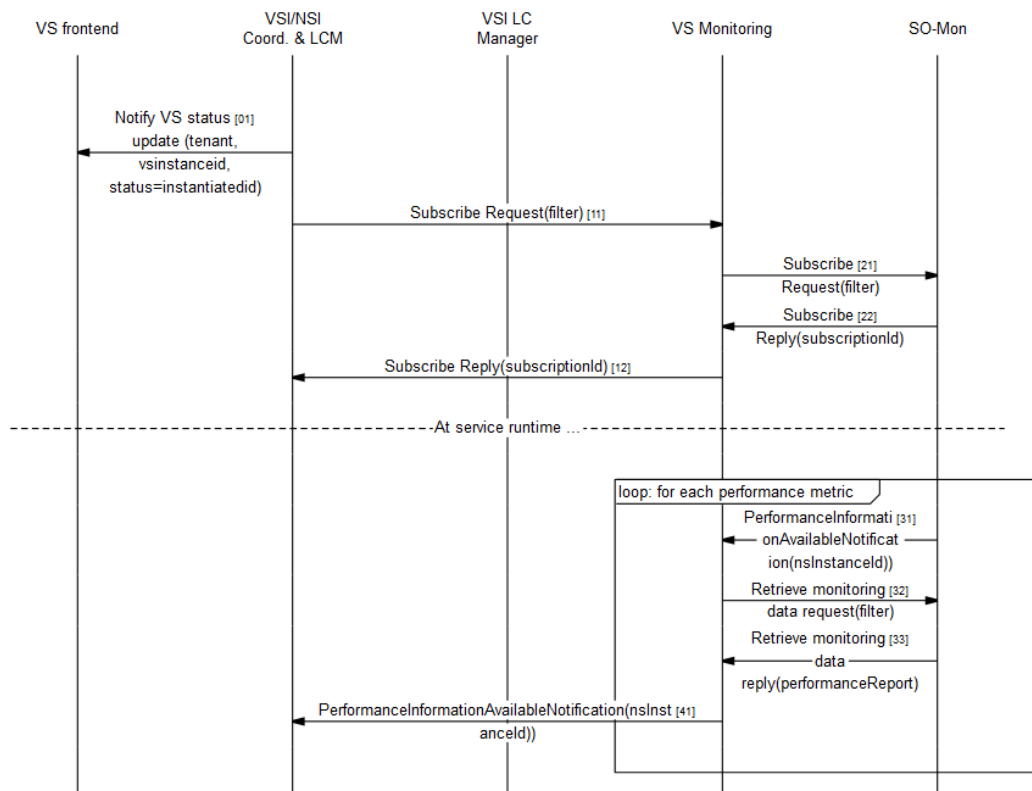 VS frontend
VSI/NSI
Coord. & LCM
VSI LC
Manager
VS Monitoring
SO-Mon
Notify VS status [01]
update (tenant,
vsinstanceid,
status=instantiatedid)
Subscribe Request(filter) [11]
Subscribe [21]
Request(filter)
Subscribe [22]
Reply(subscriptionId)
Subscribe Reply(subscriptionId) [12]
At service runtime ...
loop: for each performance metric
PerformanceInformati [31]
onAvailableNotificat
ion(nsInstanceId))
Retrieve monitoring [32]
data request(filter)
Retrieve monitoring [33]
data
reply(performanceReport)
PerformanceInformationAvailableNotification(nsInst [41]
anceId))